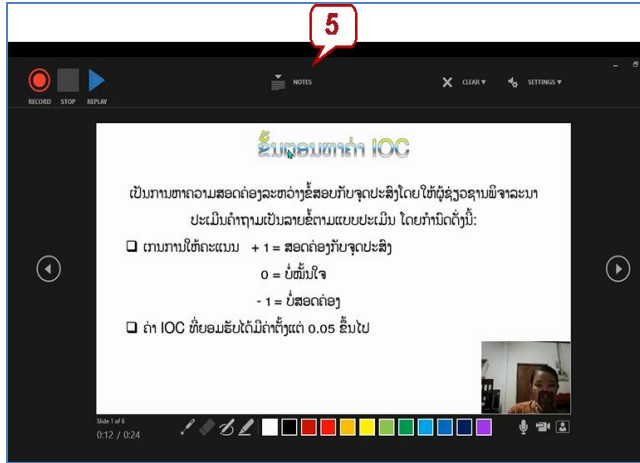 5
RECORD STOP REPLAY
NOTES
CLEAR
SETTINGS
ຂັ້ນຕອນຫາຄ່າ IOC
ເປັນການຫາຄວາມສອດຄ່ອງລະຫວ່າງຂໍ້ສອບກັບຈຸດປະສົງໂດຍໃຫ້ຜູ້ຊ່ຽວຊານພິຈາລະນາ
ປະເມີນຄຳຖາມເປັນລາຍຂໍ້ຕາມແບບປະເມີນ ໂດຍກຳນົດດັ່ງນີ້:
❑ ເກນການໃຫ້ຄະແນນ + 1 = ສອດຄ່ອງກັບຈຸດປະສົງ
0 = ບໍ່ໝັ້ນໃຈ
- 1 = ບໍ່ສອດຄ່ອງ
❑ ຄ່າ IOC ທີ່ຍອມຮັບໄດ້ມີຄ່າຕັ້ງແຕ່ 0.05 ຂຶ້ນໄປ
Slide 1 of 6
0:12 / 0:24